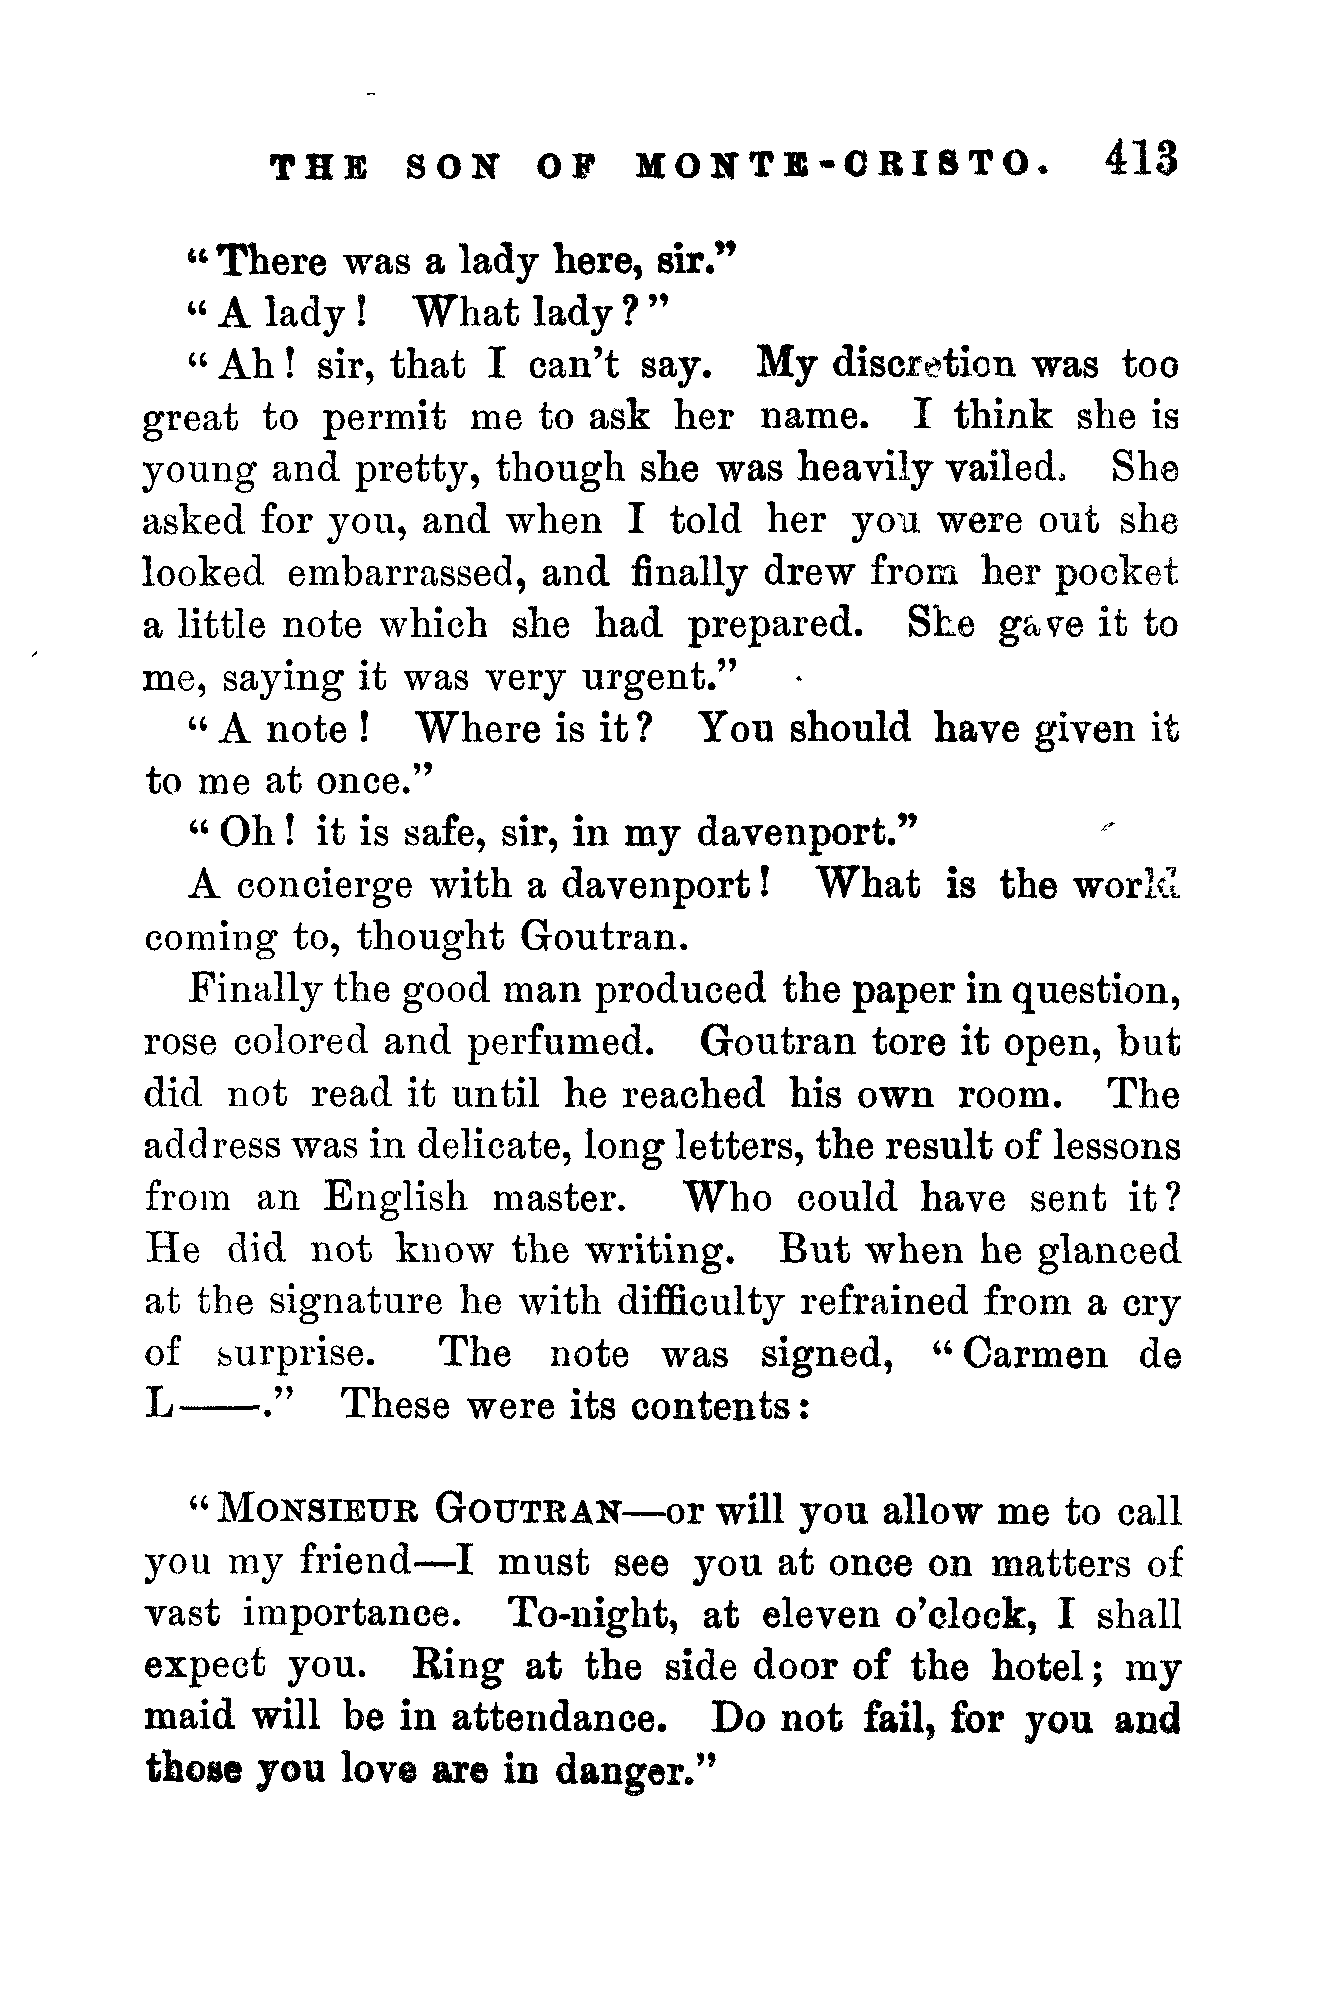 THE SON OF MONTE-CRISTO. 413
"There was a lady here, sir."
"A lady! What lady?"
"Ah! sir, that I can't say. My discretion was too
great to permit me to ask her name. I think she is
young and pretty, though she was heavily vailed. She
asked for you, and when I told her you were out she
looked embarrassed, and finally drew from her pocket
a little note which she had prepared. She gave it to
me, saying it was very urgent."
"A note! Where is it? You should have given it
to me at once."
"Oh! it is safe, sir, in my davenport."
A concierge with a davenport! What is the world
coming to, thought Goutran.
Finally the good man produced the paper in question,
rose colored and perfumed. Goutran tore it open, but
did not read it until he reached his own room. The
address was in delicate, long letters, the result of lessons
from an English master. Who could have sent it?
He did not know the writing. But when he glanced
at the signature he with difficulty refrained from a cry
of surprise. The note was signed, "Carmen de
L——." These were its contents:
"MONSIEUR GOUTRAN—or will you allow me to call
you my friend—I must see you at once on matters of
vast importance. To-night, at eleven o'clock, I shall
expect you. Ring at the side door of the hotel; my
maid will be in attendance. Do not fail, for you and
those you love are in danger."